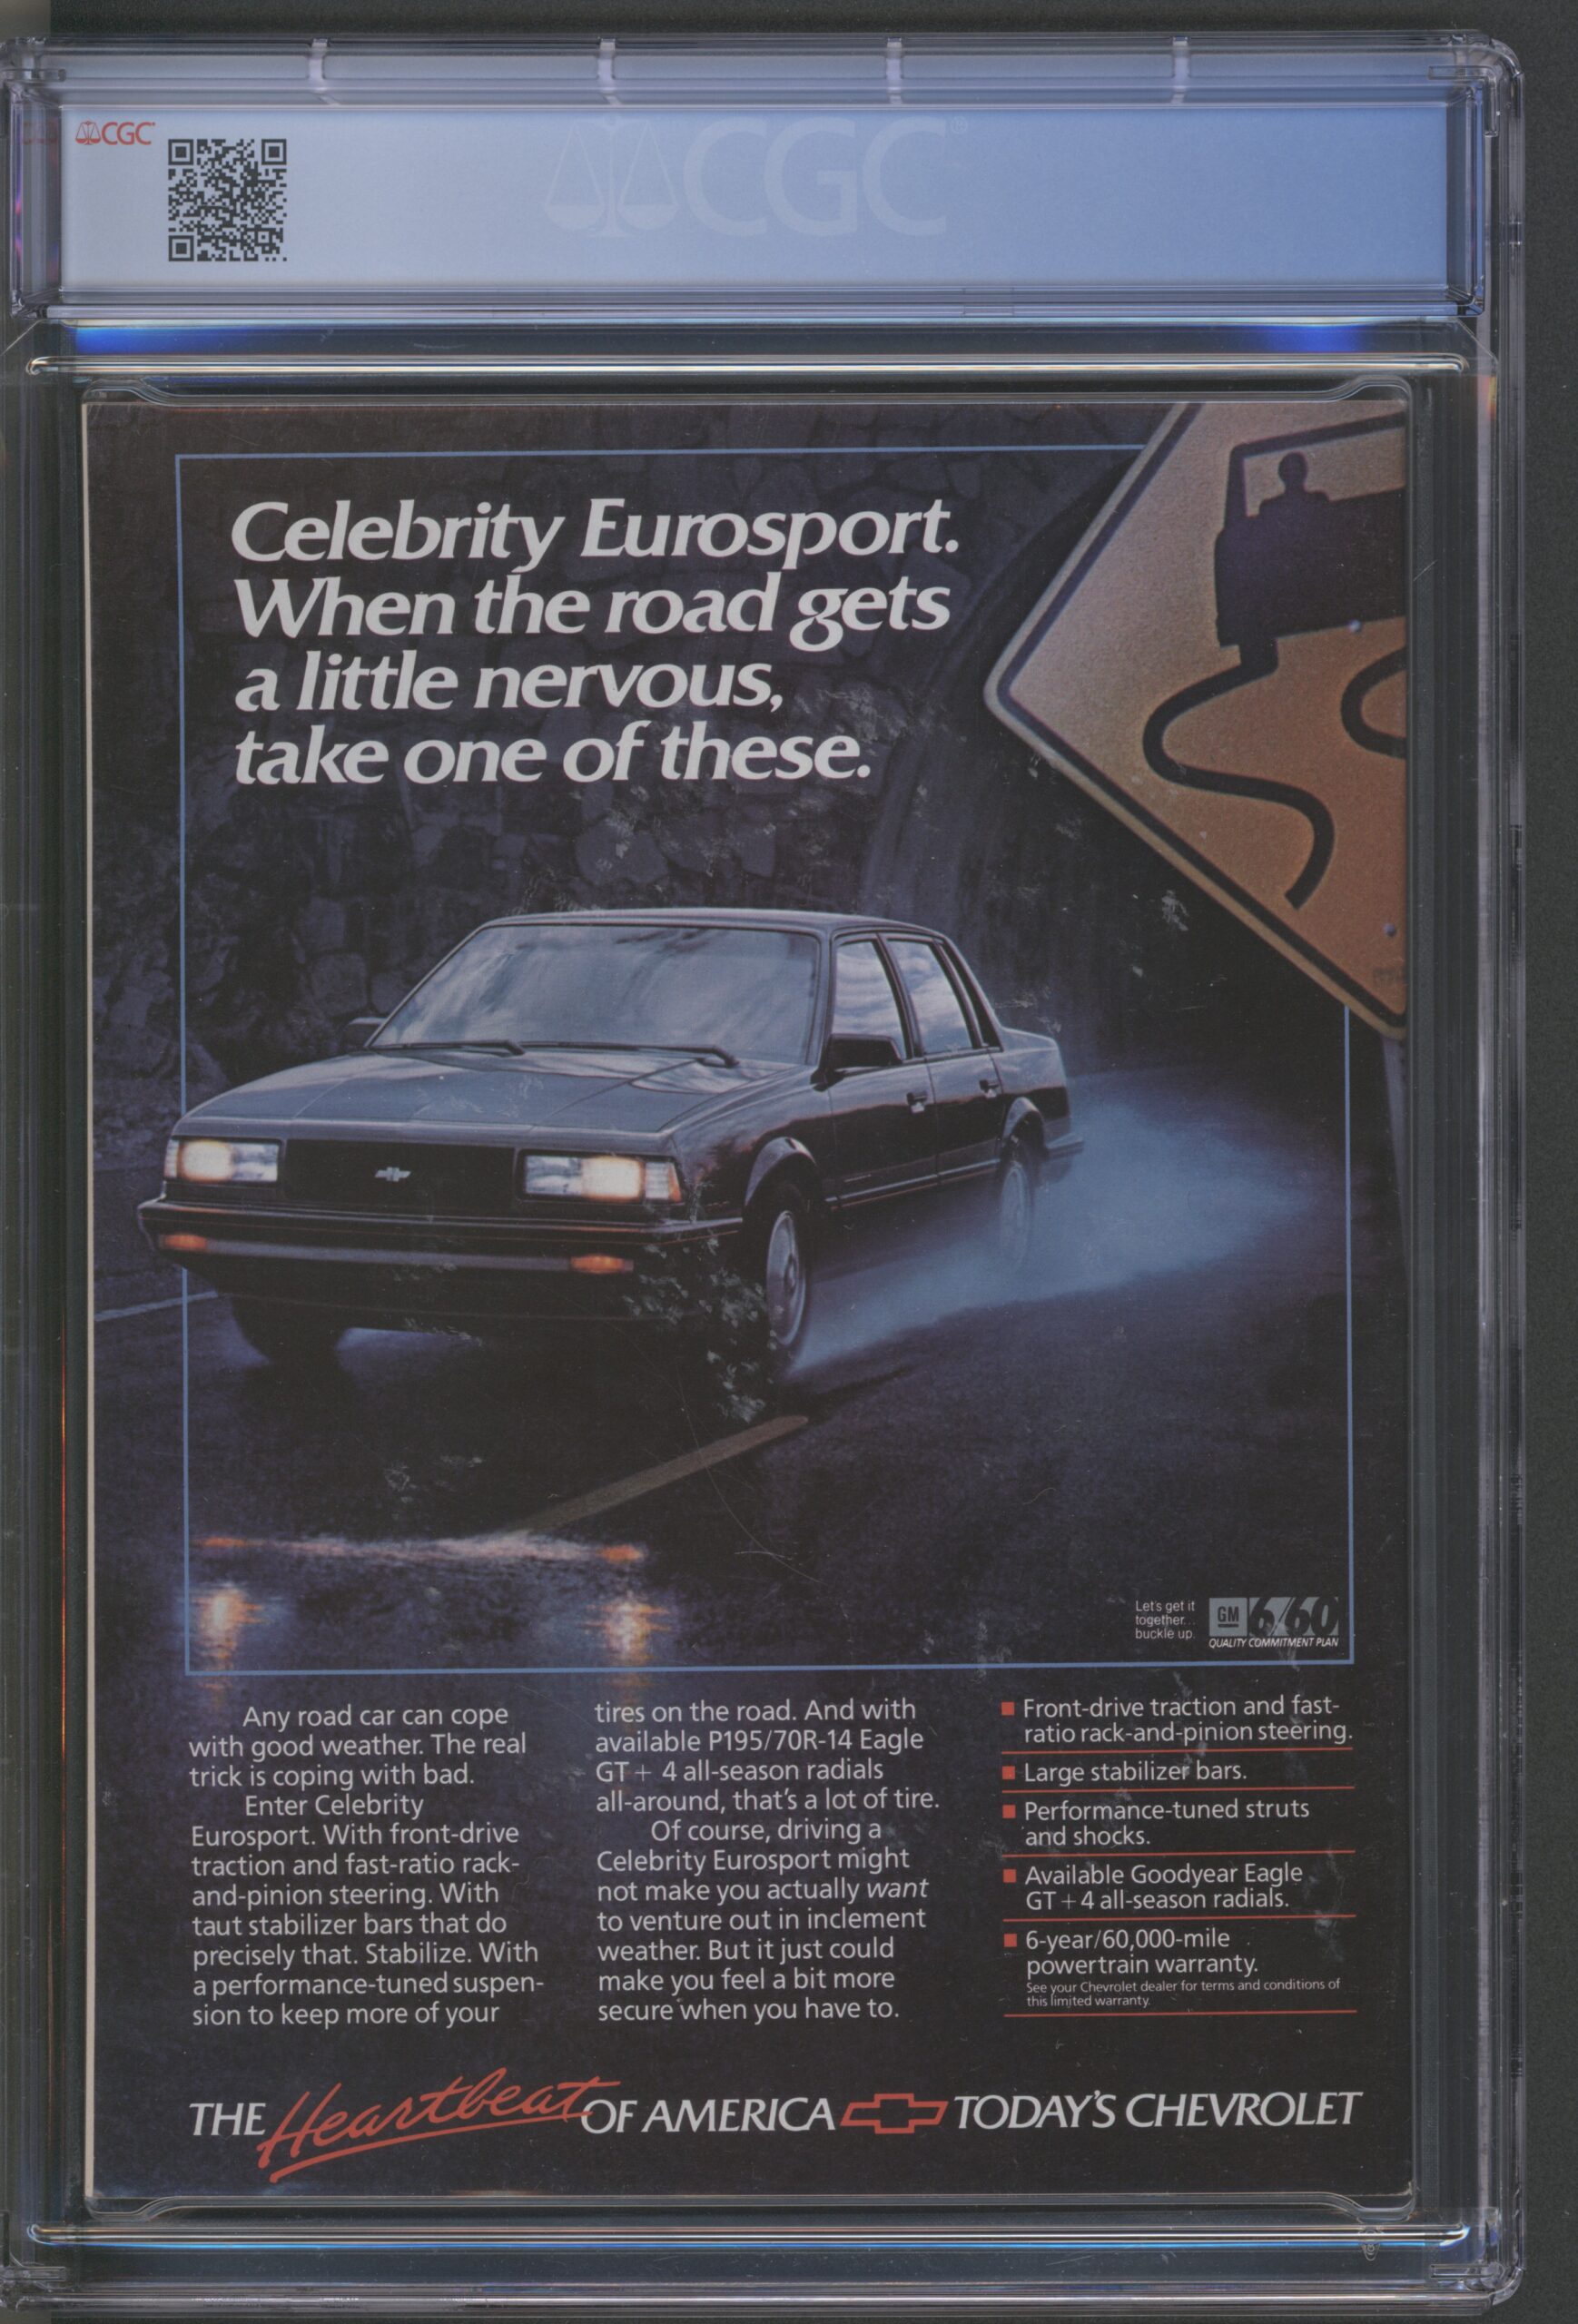 CGC
CGC®
Celebrity Eurosport.
When the road gets
a little nervous,
take one of these.
Let's get it
together...
buckle up.
GM 6/60
QUALITY COMMITMENT PLAN
Any road car can cope
with good weather. The real
trick is coping with bad.
Enter Celebrity
Eurosport. With front-drive
traction and fast-ratio rack-
and-pinion steering. With
taut stabilizer bars that do
precisely that. Stabilize. With
a performance-tuned suspen-
sion to keep more of your
tires on the road. And with
available P195/70R-14 Eagle
GT + 4 all-season radials
all-around, that's a lot of tire.
Of course, driving a
Celebrity Eurosport might
not make you actually want
to venture out in inclement
weather. But it just could
make you feel a bit more
secure when you have to.
Front-drive traction and fast-
ratio rack-and-pinion steering.
Large stabilizer bars.
Performance-tuned struts
and shocks.
Available Goodyear Eagle
GT + 4 all-season radials.
6-year/60,000-mile
powertrain warranty.
See your Chevrolet dealer for terms and conditions of
this limited warranty.
THE Heartbeat OF AMERICA TODAY'S CHEVROLET